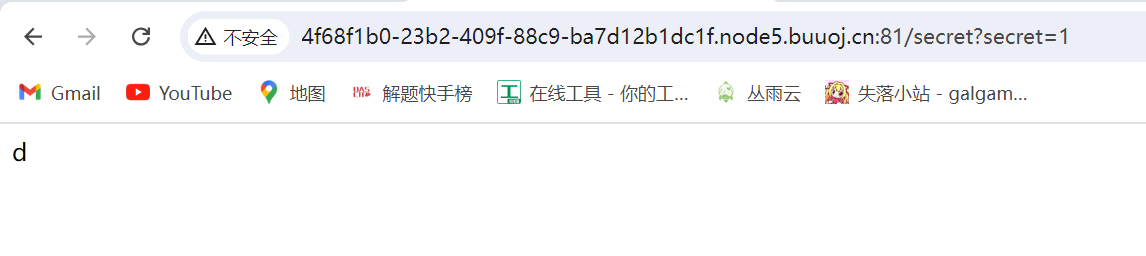 不安全 4f68f1b0-23b2-409f-88c9-ba7d12b1dc1f.node5.buuoj.cn:81/secret?secret=1
Gmail YouTube 地图 解题快手榜 工 在线工具 - 你的工... 丛雨云 失落小站 - galgam...
d